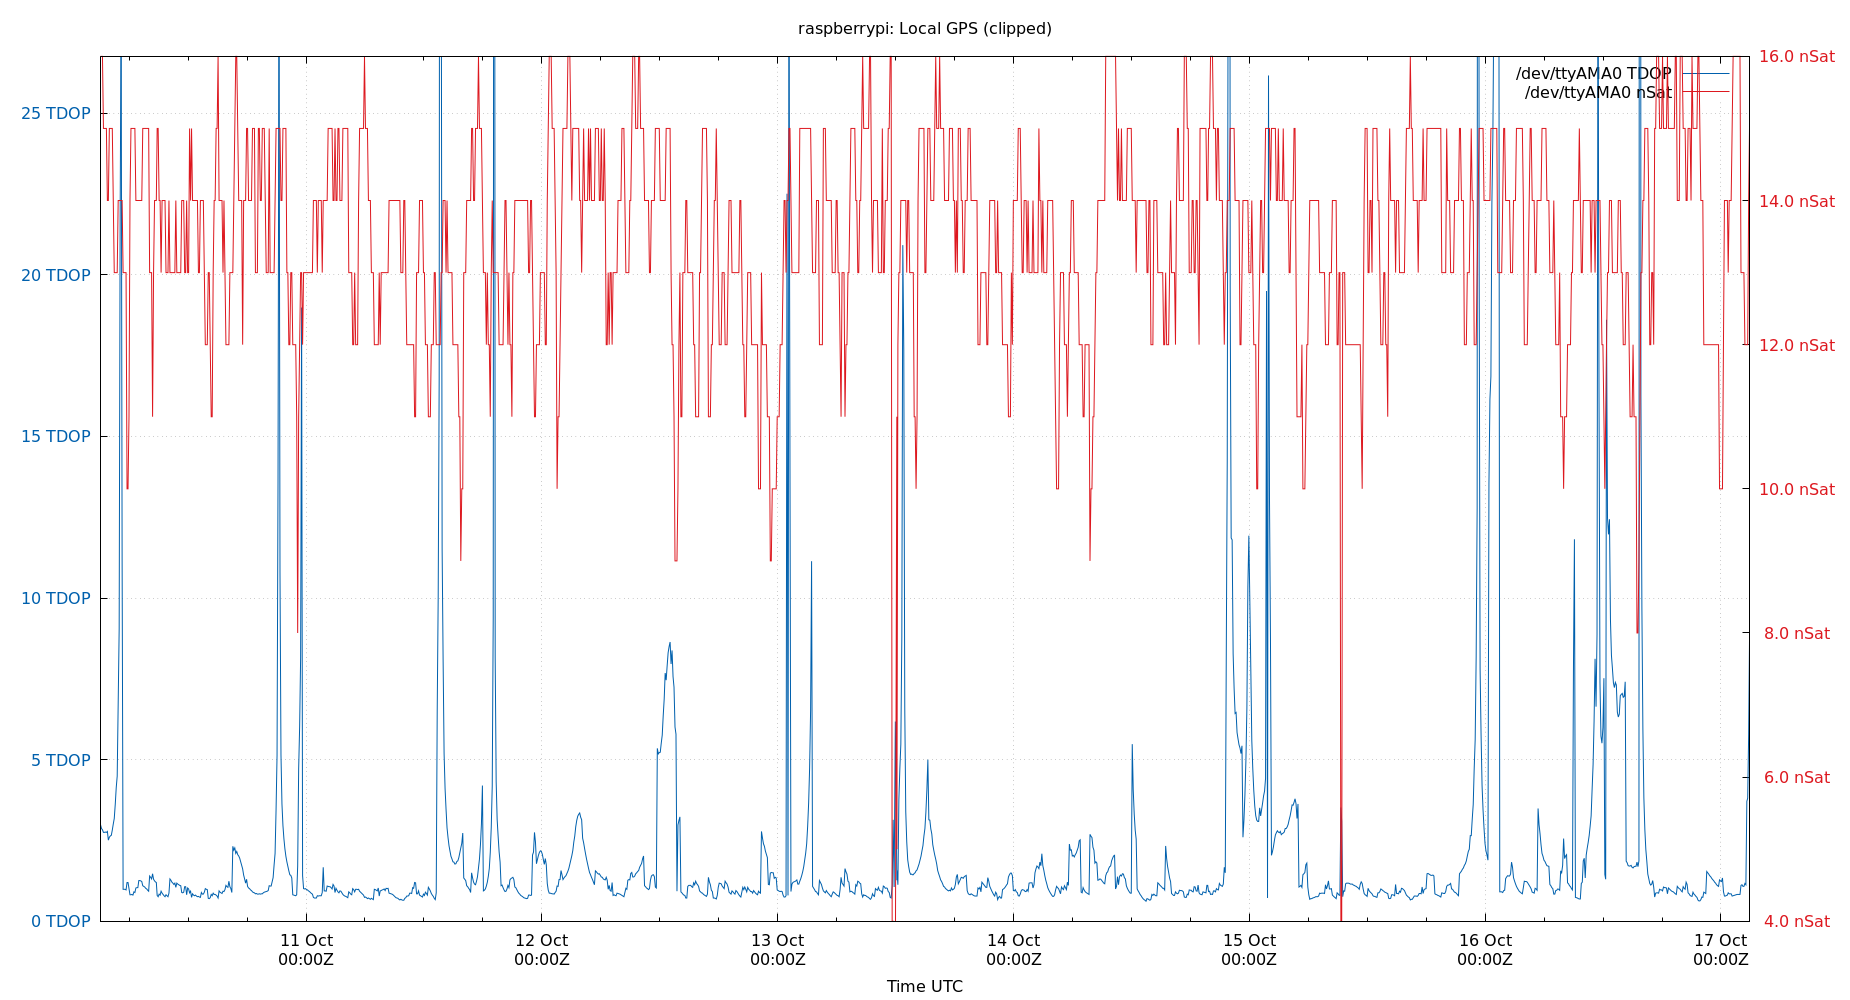 raspberrypi: Local GPS (clipped)
/dev/ttyAMA0 TDOP
/dev/ttyAMA0 nSat
25 TDOP
20 TDOP
15 TDOP
10 TDOP
5 TDOP
0 TDOP
16.0 nSat
14.0 nSat
12.0 nSat
10.0 nSat
8.0 nSat
6.0 nSat
4.0 nSat
11 Oct
00:00Z
12 Oct
00:00Z
13 Oct
00:00Z
14 Oct
00:00Z
15 Oct
00:00Z
16 Oct
00:00Z
17 Oct
00:00Z
Time UTC